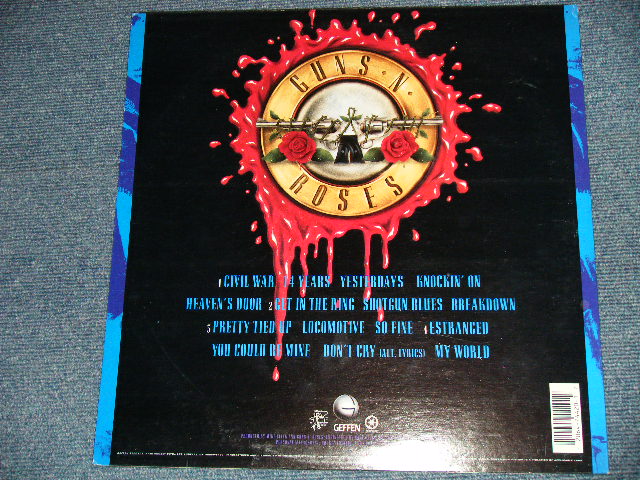 GUNS N' ROSES
1 CIVIL WAR 14 YEARS YESTERDAYS KNOCKIN' ON
HEAVEN'S DOOR 2 GET IN THE RING SHOTGUN BLUES BREAKDOWN
3 PRETTY TIED UP LOCOMOTIVE SO FINE 4 ESTRANGED
YOU COULD BE MINE DON'T CRY (ALT. LYRICS) MY WORLD
GEFFEN